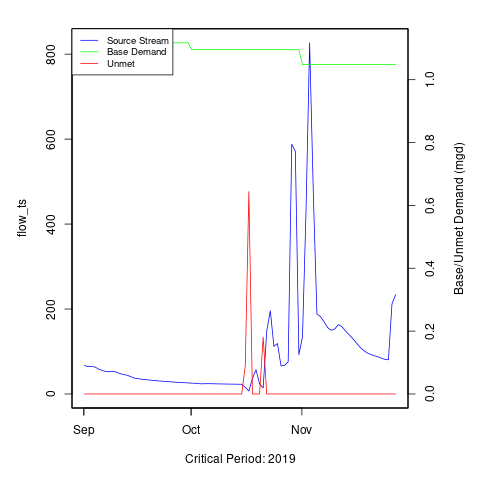 Source Stream
Base Demand
Unmet
0
200
400
600
800
flow_ts
0.0
0.2
0.4
0.6
0.8
1.0
Base/Unmet Demand (mgd)
Sep
Oct
Nov
Critical Period: 2019